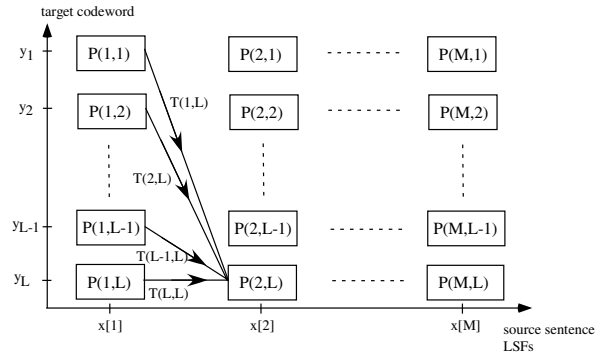 target codeword
y1 P(1,1) P(2,1) P(M,1)
T(1,L)
y2 P(1,2) P(2,2) P(M,2)
T(2,L)
yL-1 P(1,L-1) P(2,L-1) P(M,L-1)
T(L-1,L)
yL P(1,L) P(2,L) P(M,L)
T(L,L)
x[1] x[2] x[M] source sentence
LSFs